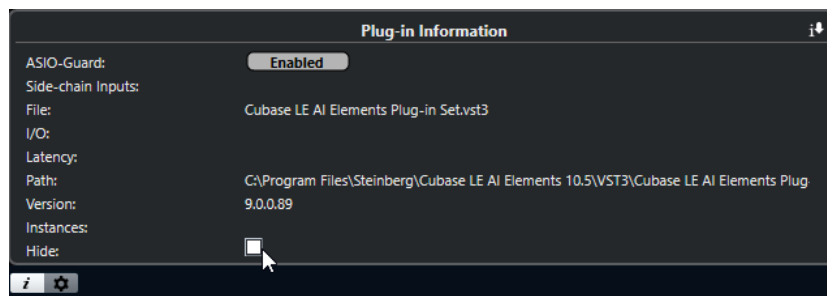 Plug-in Information
ASIO-Guard: Enabled
Side-chain Inputs:
File: Cubase LE AI Elements Plug-in Set.vst3
I/O:
Latency:
Path: C:\Program Files\Steinberg\Cubase LE AI Elements 10.5\VST3\Cubase LE AI Elements Plug-
Version: 9.0.0.89
Instances:
Hide:
i